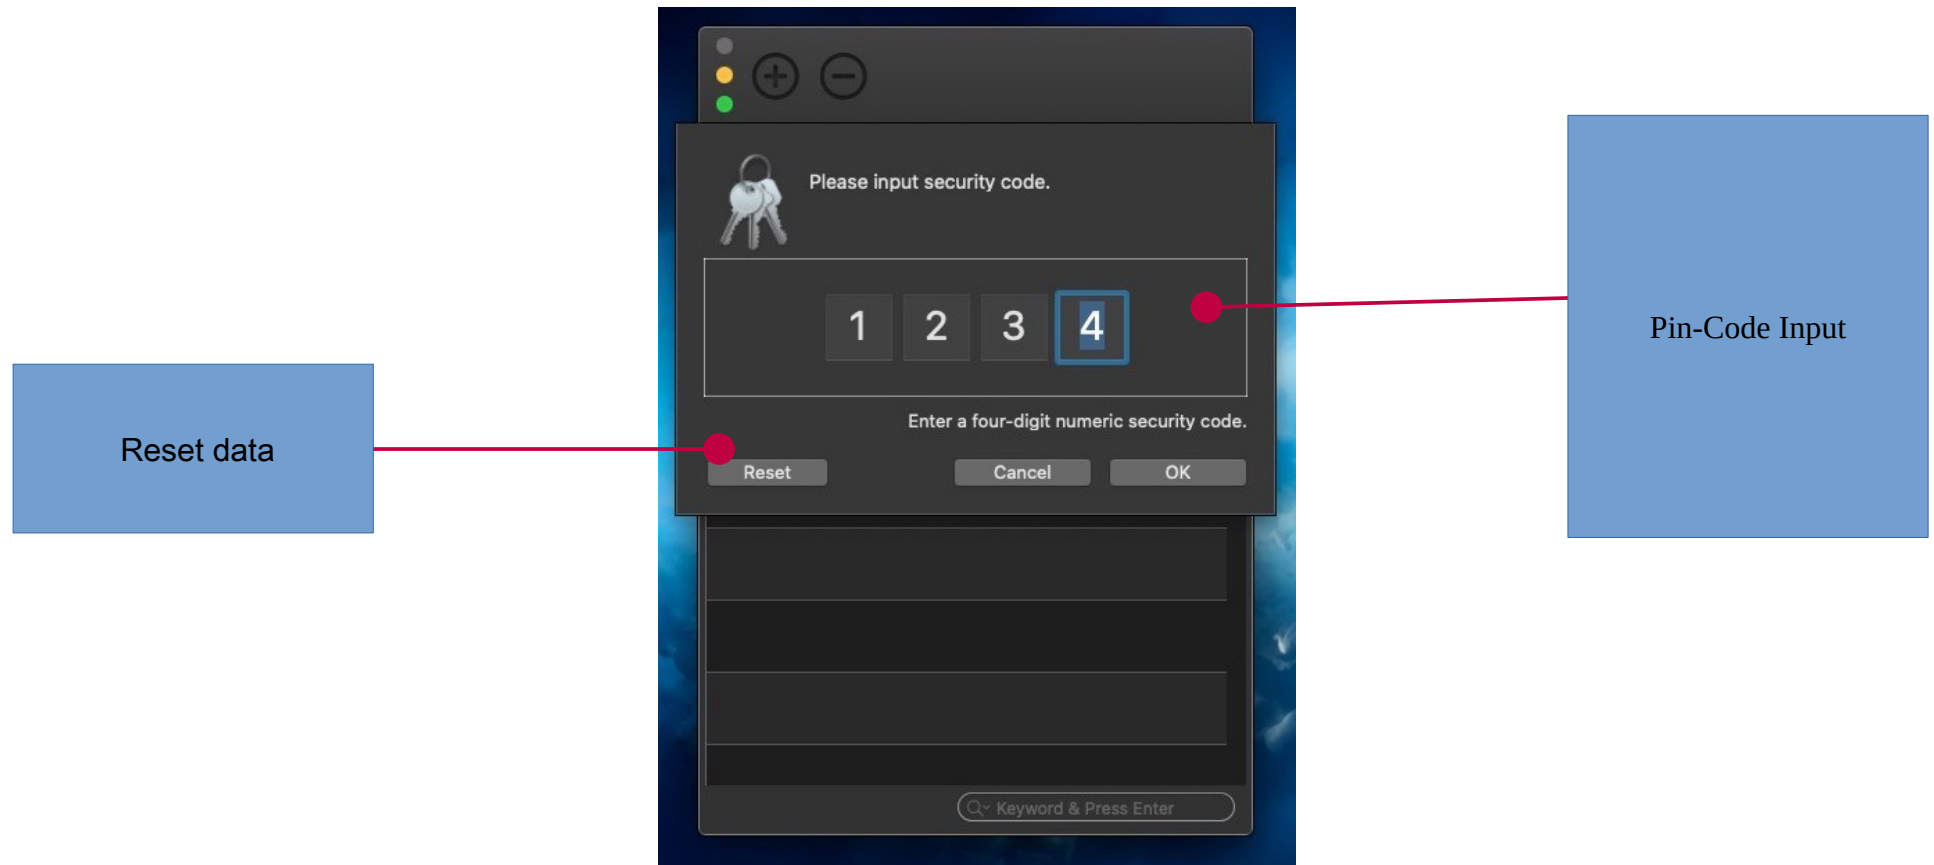 Please input security code.
1 2 3 4
Pin-Code Input
Enter a four-digit numeric security code.
Reset data
Reset Cancel OK
Keyword & Press Enter